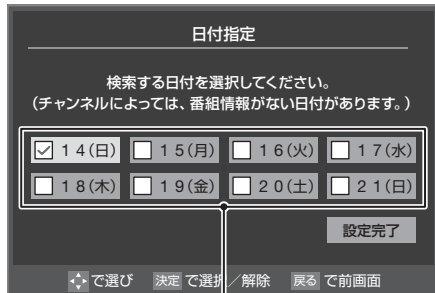 日付指定
検索する日付を選択してください。
(チャンネルによっては、番組情報がない日付があります。)
14(日) 15(月) 16(火) 17(水)
18(木) 19(金) 20(土) 21(日)
設定完了
で選び 決定 で選択/解除 戻る で前画面